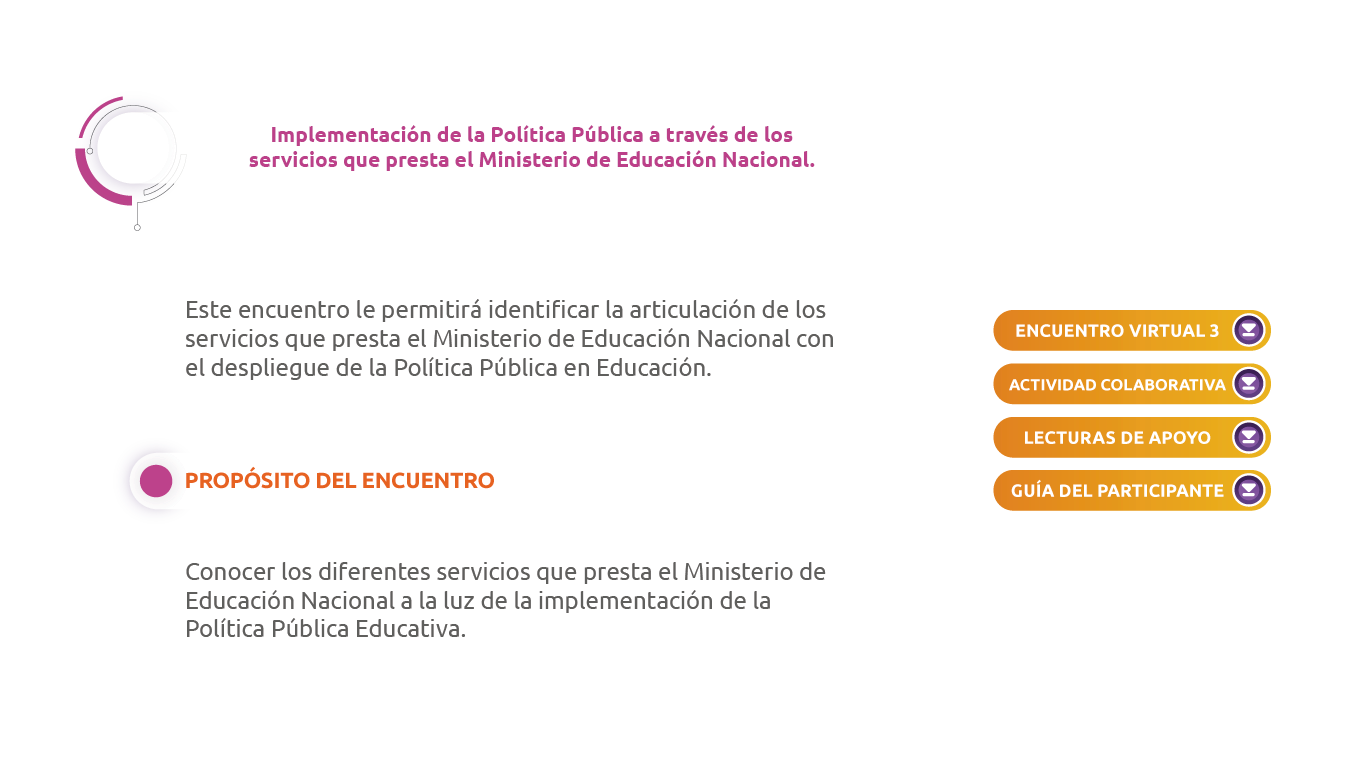 Implementación de la Política Pública a través de los
servicios que presta el Ministerio de Educación Nacional.
Este encuentro le permitirá identificar la articulación de los
servicios que presta el Ministerio de Educación Nacional con
el despliegue de la Política Pública en Educación.
PROPÓSITO DEL ENCUENTRO
Conocer los diferentes servicios que presta el Ministerio de
Educación Nacional a la luz de la implementación de la
Política Pública Educativa.
ENCUENTRO VIRTUAL 3
ACTIVIDAD COLABORATIVA
LECTURAS DE APOYO
GUÍA DEL PARTICIPANTE